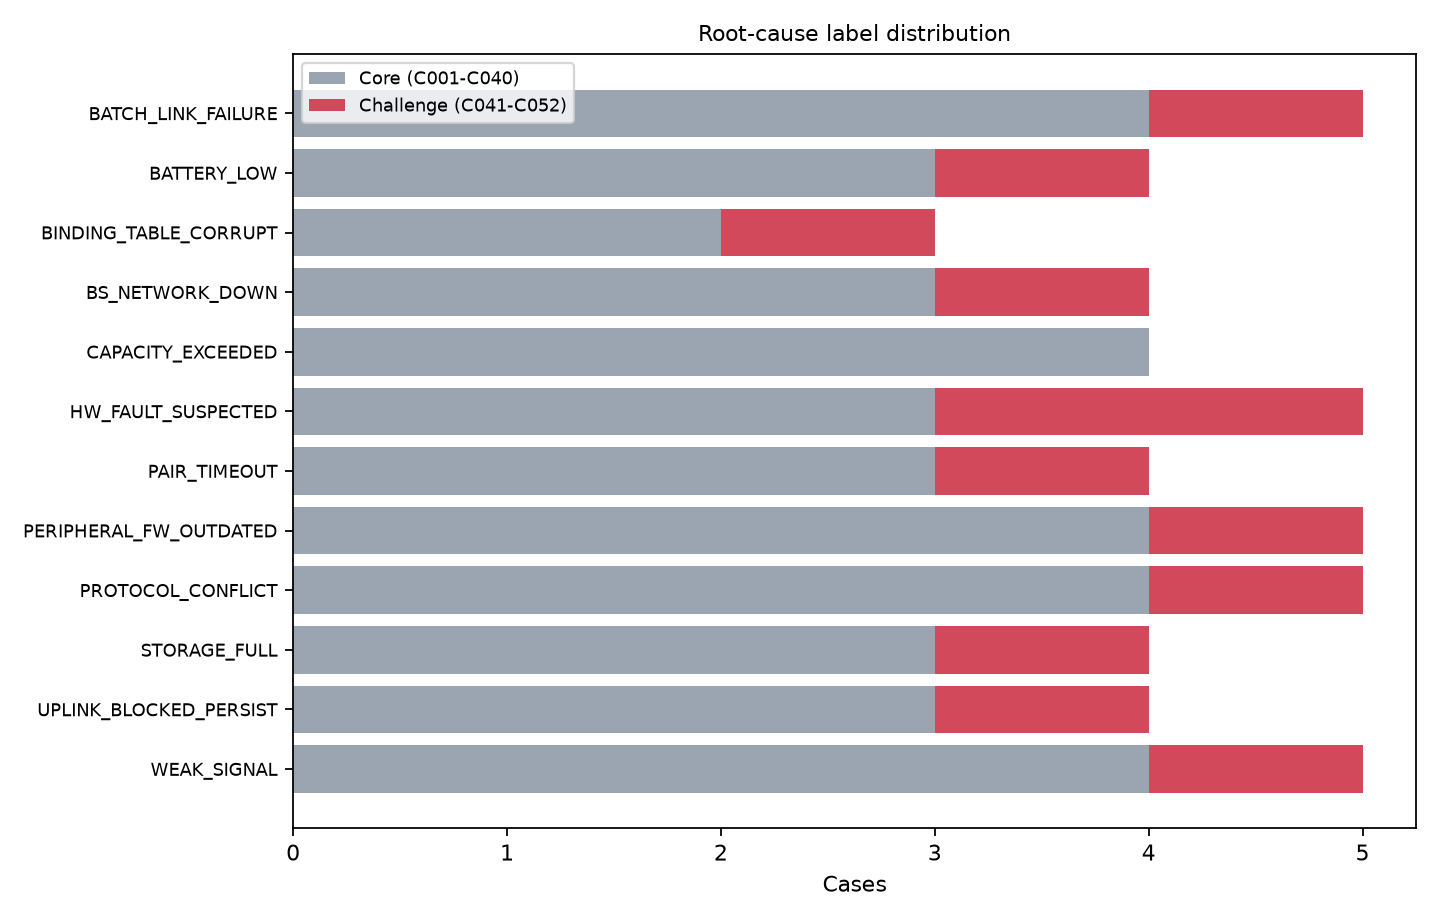 Root-cause label distribution
Core (C001-C040)
Challenge (C041-C052)
BATCH_LINK_FAILURE
BATTERY_LOW
BINDING_TABLE_CORRUPT
BS_NETWORK_DOWN
CAPACITY_EXCEEDED
HW_FAULT_SUSPECTED
PAIR_TIMEOUT
PERIPHERAL_FW_OUTDATED
PROTOCOL_CONFLICT
STORAGE_FULL
UPLINK_BLOCKED_PERSIST
WEAK_SIGNAL
0 1 2 3 4 5
Cases